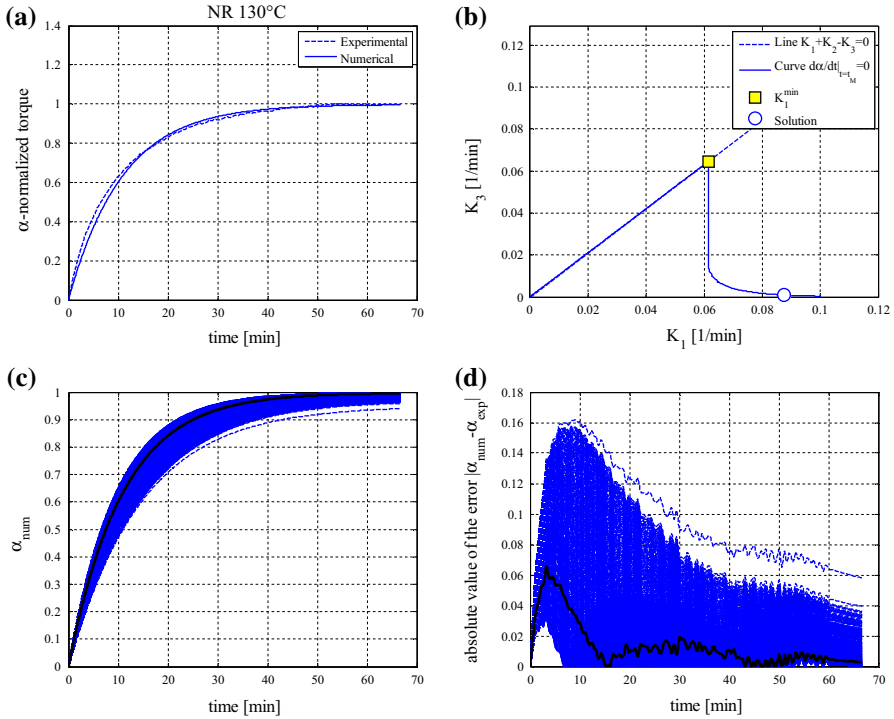 (a)
NR 130°C
Experimental
Numerical
α-normalized torque
1.4
1.2
1
0.8
0.6
0.4
0.2
0
0 10 20 30 40 50 60 70
time [min]
(b)
Line K₁+K₂-K₃=0
Curve dα/dt|t=tM=0
K₁min
Solution
K₃ [1/min]
0.12
0.1
0.08
0.06
0.04
0.02
0
0 0.02 0.04 0.06 0.08 0.1 0.12
K₁ [1/min]
(c)
αnum
1
0.9
0.8
0.7
0.6
0.5
0.4
0.3
0.2
0.1
0
0 10 20 30 40 50 60 70
time [min]
(d)
absolute value of the error |αnum-αexp|
0.18
0.16
0.14
0.12
0.1
0.08
0.06
0.04
0.02
0
0 10 20 30 40 50 60 70
time [min]